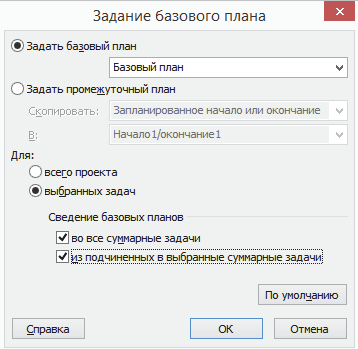 Задание базового плана
Задать базовый план
Базовый план
Задать промежуточный план
Скопировать: Запланированное начало или окончание
В: Начало1/окончание1
Для:
всего проекта
выбранных задач
Сведение базовых планов
во все суммарные задачи
из подчиненных в выбранные суммарные задачи
По умолчанию
Справка ОК Отмена